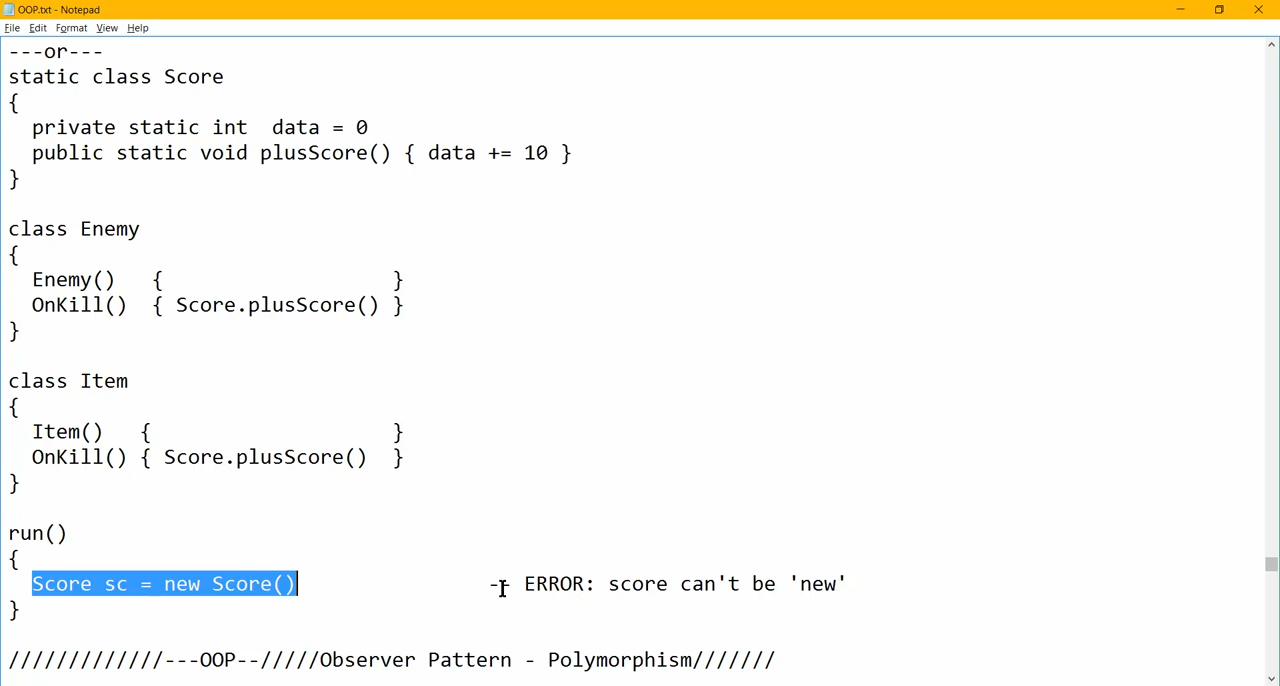 OOP.txt - Notepad
File Edit Format View Help
---or---
static class Score
{
  private static int  data = 0
  public static void plusScore() { data += 10 }
}
class Enemy
{
  Enemy()   {                    }
  OnKill()  { Score.plusScore() }
}
class Item
{
  Item()   {                     }
  OnKill() { Score.plusScore()  }
}
run()
{
  Score sc = new Score()                -- ERROR: score can't be 'new'
}
/////////////---OOP--/////Observer Pattern - Polymorphism///////